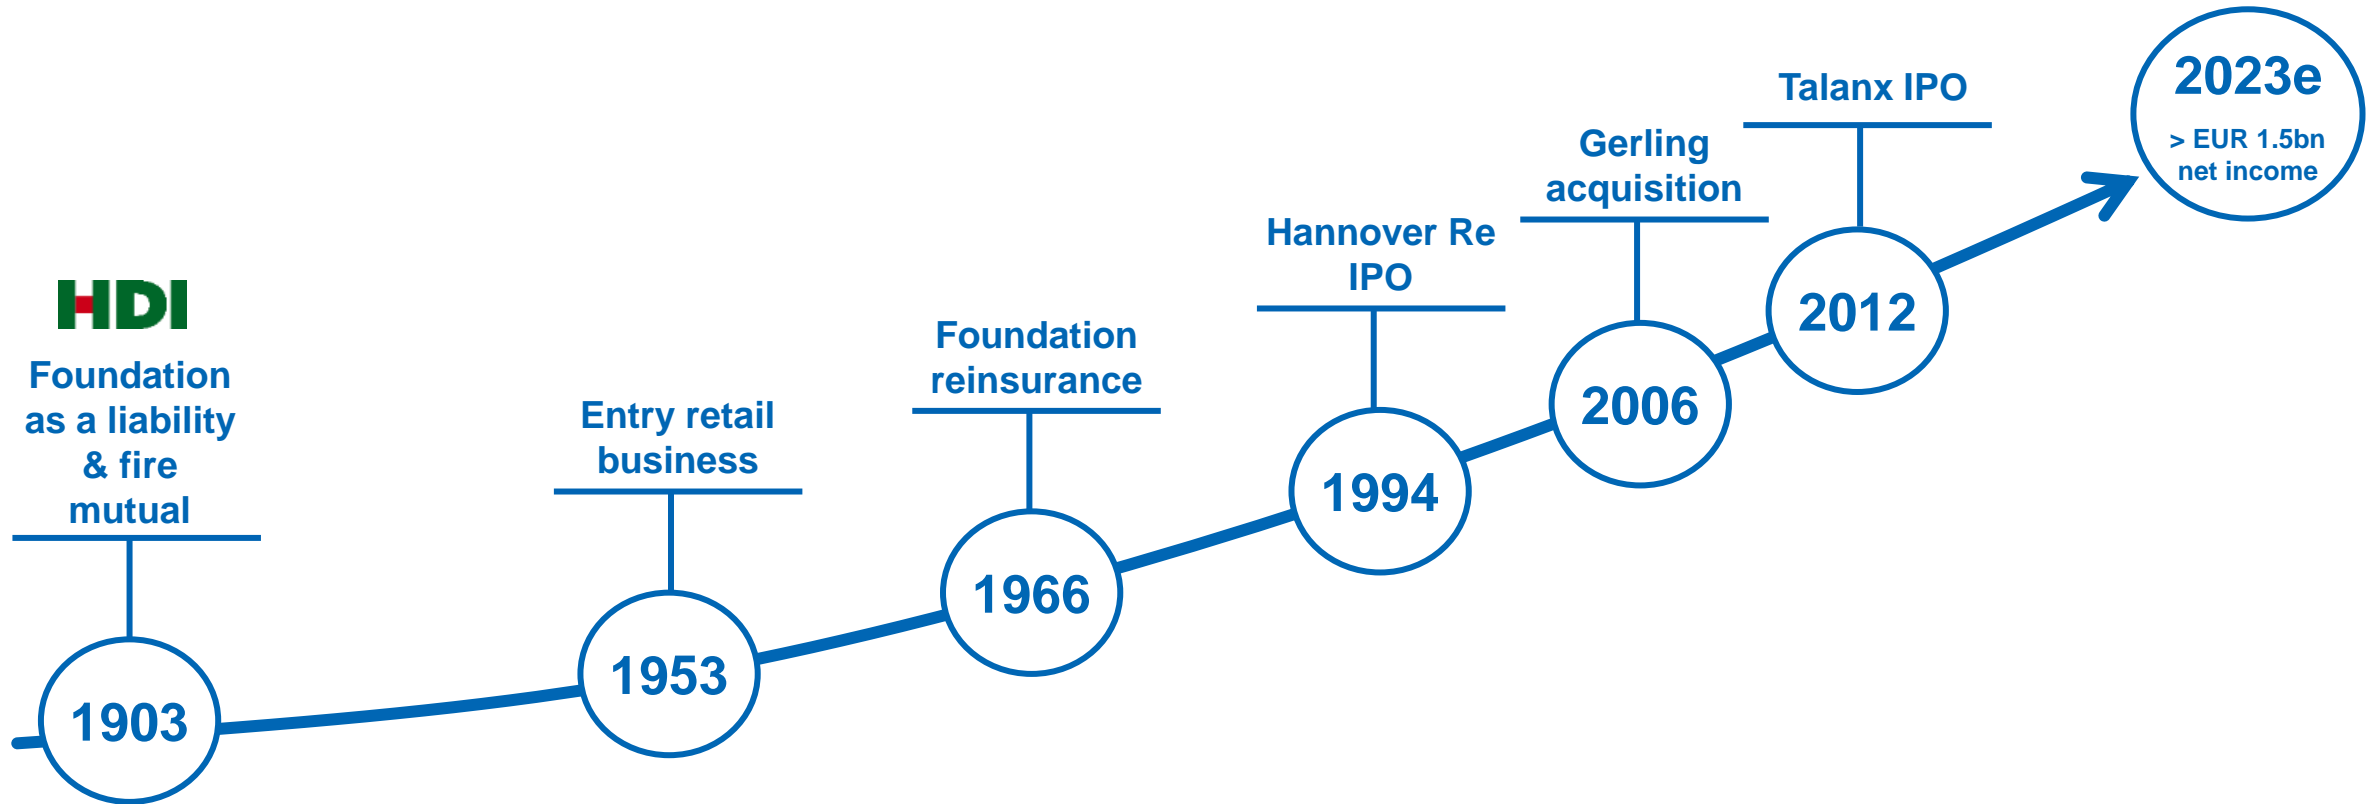 HDI
Foundation
as a liability
& fire
mutual
1903
Entry retail
business
1953
Foundation
reinsurance
1966
Hannover Re
IPO
1994
Gerling
acquisition
2006
Talanx IPO
2012
2023e
> EUR 1.5bn
net income